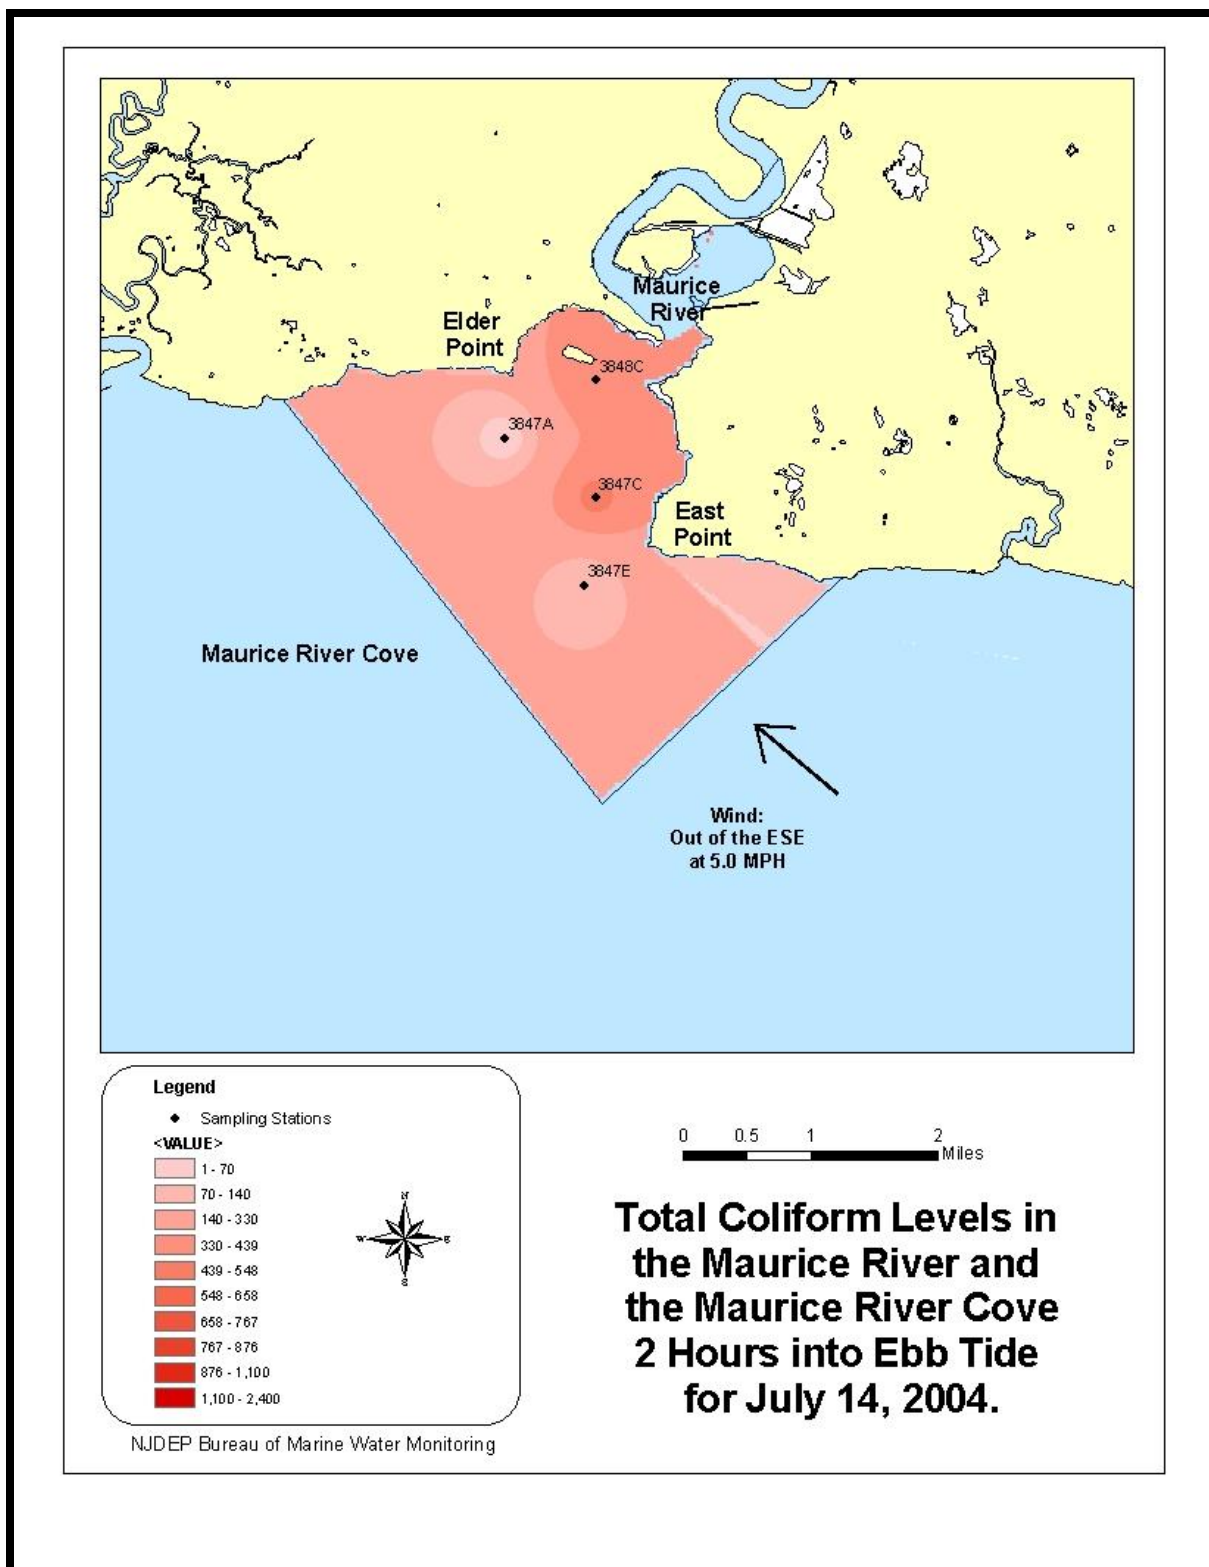 Maurice
River
Elder
Point
3848C
3847A
3847C
East
Point
3847E
Maurice River Cove
Wind:
Out of the ESE
at 5.0 MPH
Legend
Sampling Stations
<VALUE>
1 - 70
70 - 140
140 - 330
330 - 439
439 - 548
548 - 658
658 - 767
767 - 876
876 - 1,100
1,100 - 2,400
N
W E
S
NJDEP Bureau of Marine Water Monitoring
0 0.5 1 2
Miles
Total Coliform Levels in
the Maurice River and
the Maurice River Cove
2 Hours into Ebb Tide
for July 14, 2004.